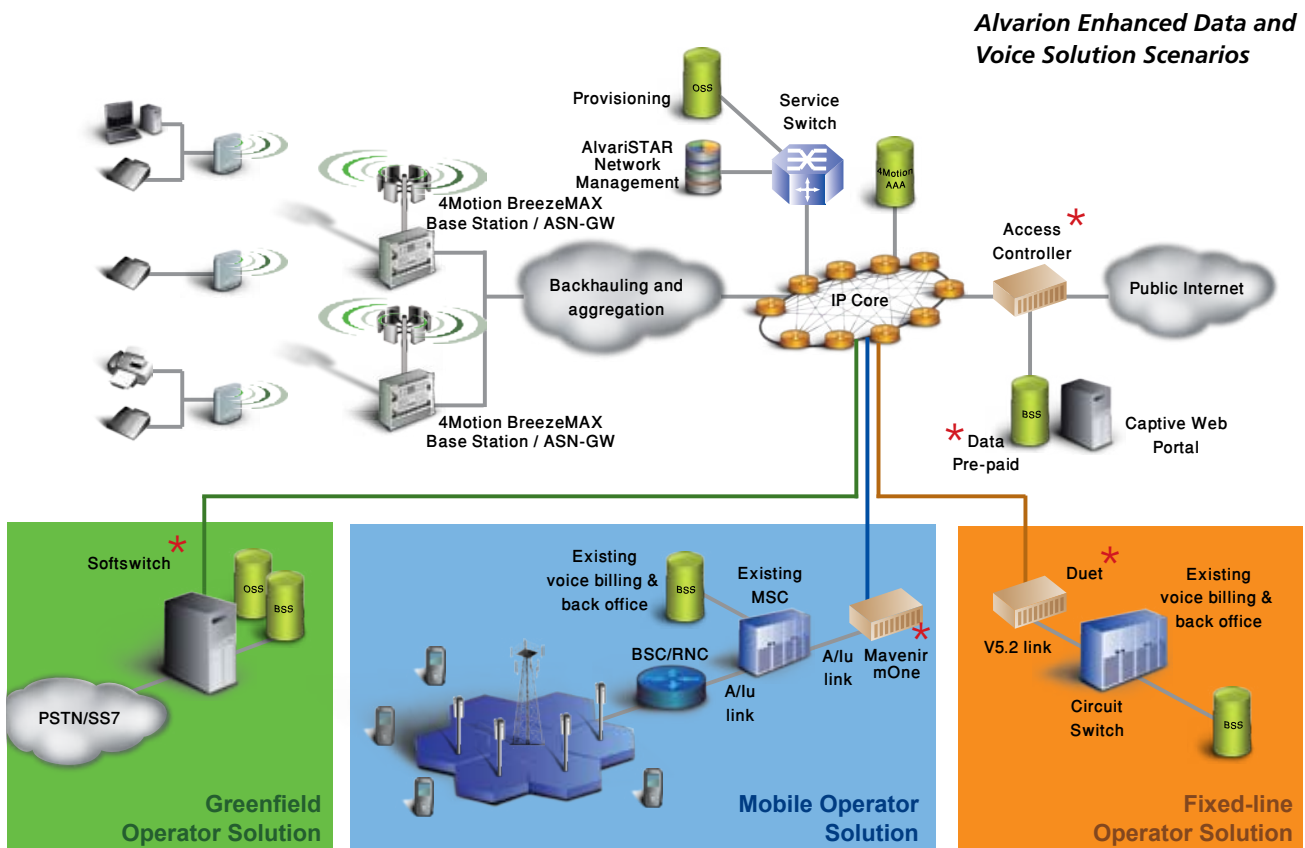 Alvarion Enhanced Data and
Voice Solution Scenarios
OSS
Provisioning
Service
Switch
AlvariSTAR
Network
Management
4Motion
AAA
4Motion BreezeMAX
Base Station / ASN-GW
Access *
Controller
Backhauling and
aggregation
IP Core
Public Internet
4Motion BreezeMAX
Base Station / ASN-GW
BSS
* Data
Pre-paid
Captive Web
Portal
Softswitch *
OSS
BSS
PSTN/SS7
Greenfield
Operator Solution
Existing
voice billing &
back office
BSS
Existing
MSC
BSC/RNC
A/Iu
link
A/Iu
link
*
Mavenir
mOne
Mobile Operator
Solution
Duet *
Existing
voice billing &
back office
V5.2 link
Circuit
Switch
BSS
Fixed-line
Operator Solution